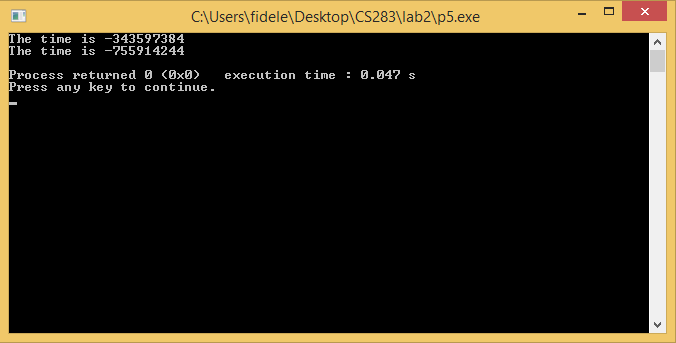 C:\Users\fidele\Desktop\CS283\lab2\p5.exe
The time is -343597384
The time is -755914244
Process returned 0 (0x0)   execution time : 0.047 s
Press any key to continue.